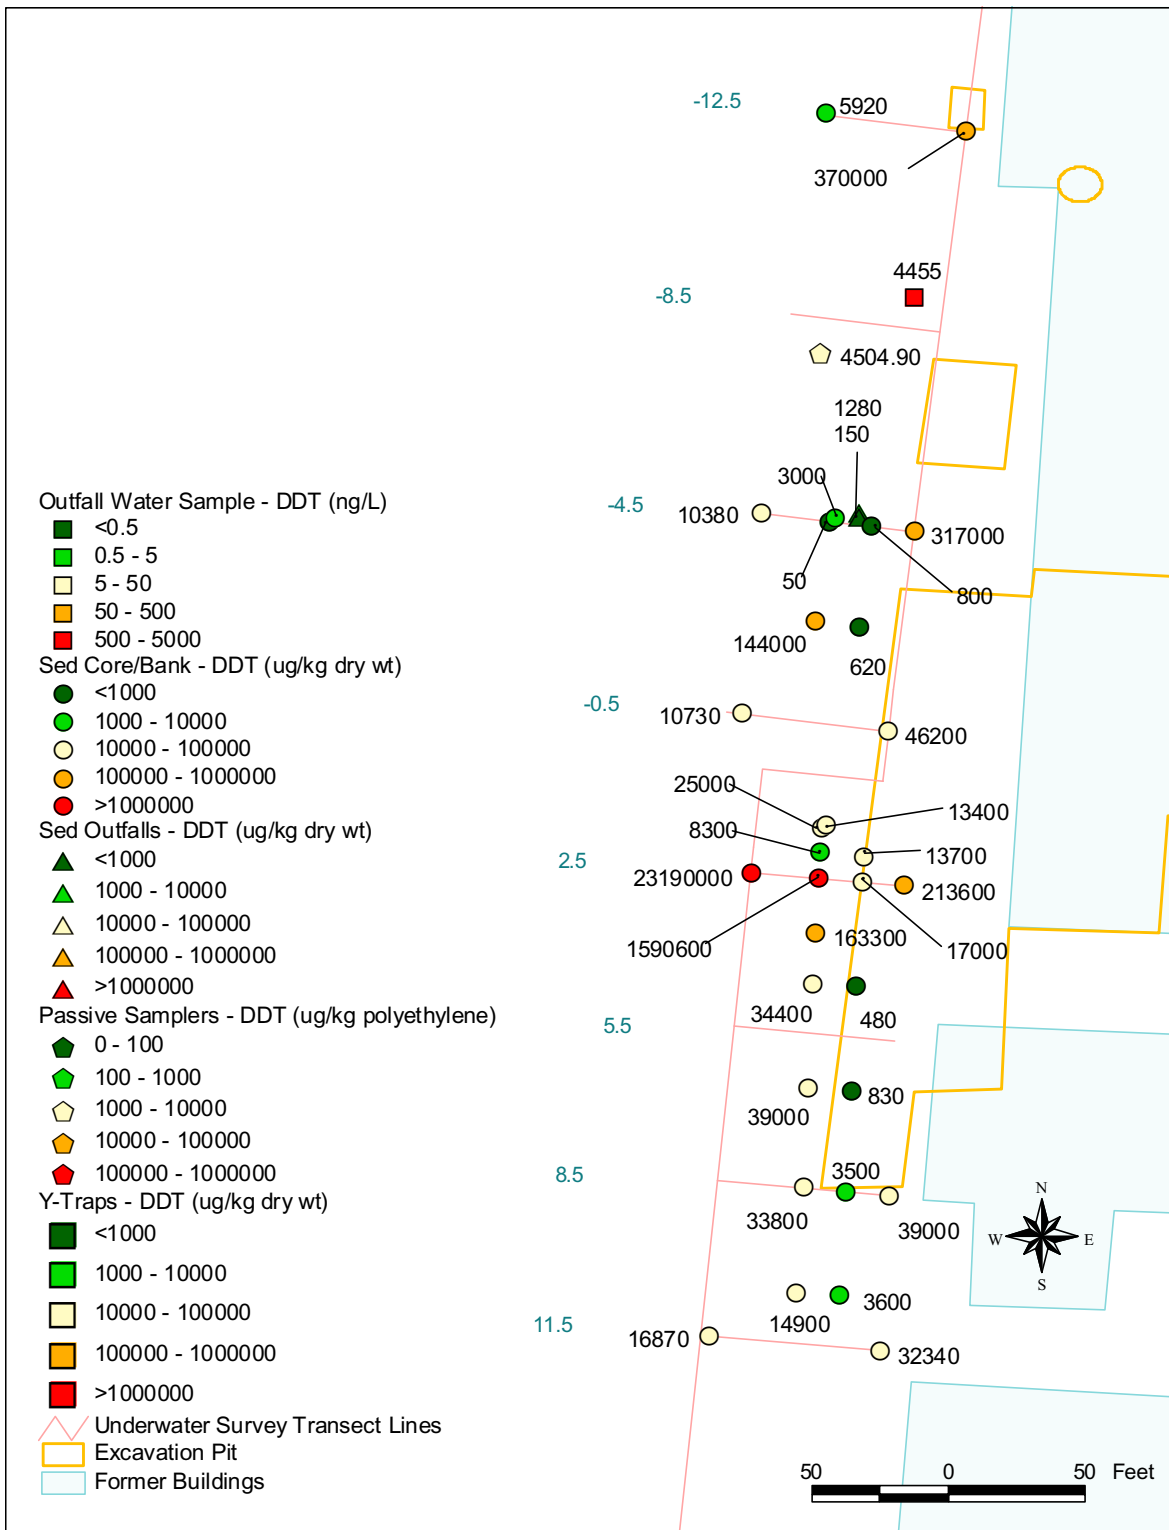 -12.5
5920
370000
4455
-8.5
4504.90
1280
150
3000
-4.5
10380
317000
50
800
144000
620
-0.5
10730
46200
25000
13400
8300
13700
2.5
23190000
213600
1590600
163300
17000
34400
480
5.5
39000
830
3500
8.5
33800
39000
14900
3600
11.5
16870
32340
Outfall Water Sample - DDT (ng/L)
<0.5
0.5 - 5
5 - 50
50 - 500
500 - 5000
Sed Core/Bank - DDT (ug/kg dry wt)
<1000
1000 - 10000
10000 - 100000
100000 - 1000000
>1000000
Sed Outfalls - DDT (ug/kg dry wt)
<1000
1000 - 10000
10000 - 100000
100000 - 1000000
>1000000
Passive Samplers - DDT (ug/kg polyethylene)
0 - 100
100 - 1000
1000 - 10000
10000 - 100000
100000 - 1000000
Y-Traps - DDT (ug/kg dry wt)
<1000
1000 - 10000
10000 - 100000
100000 - 1000000
>1000000
Underwater Survey Transect Lines
Excavation Pit
Former Buildings
N
W E
S
50 0 50 Feet